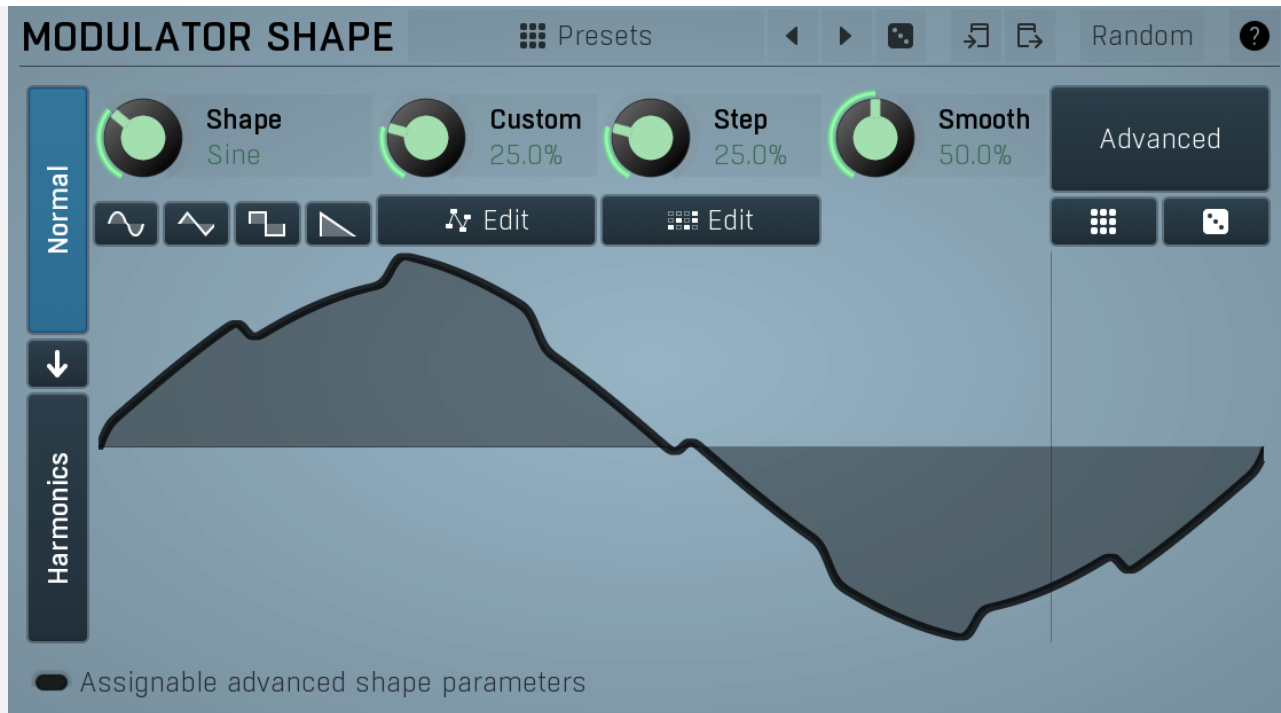 MODULATOR SHAPE Presets Random ?
Normal
Shape Custom Step Smooth Advanced
Sine 25.0% 25.0% 50.0%
Edit Edit
Harmonics
Assignable advanced shape parameters